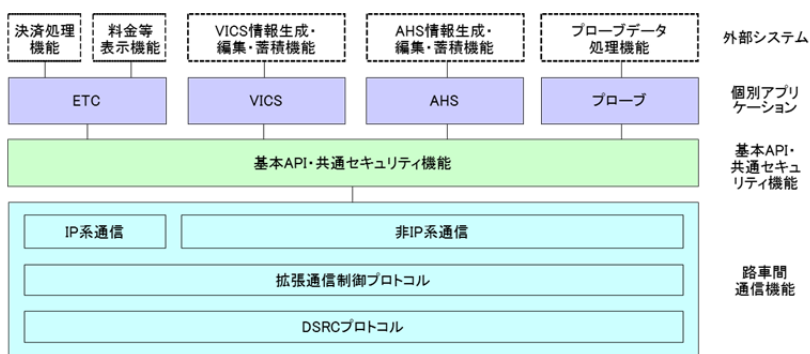 決済処理
機能
料金等
表示機能
VICS情報生成・
編集・蓄積機能
AHS情報生成・
編集・蓄積機能
プローブデータ
処理機能
外部システム
ETC
VICS
AHS
プローブ
個別アプリ
ケーション
基本API・共通セキュリティ機能
基本API・
共通セキュ
リティ機能
IP系通信
非IP系通信
拡張通信制御プロトコル
DSRCプロトコル
路車間
通信機能